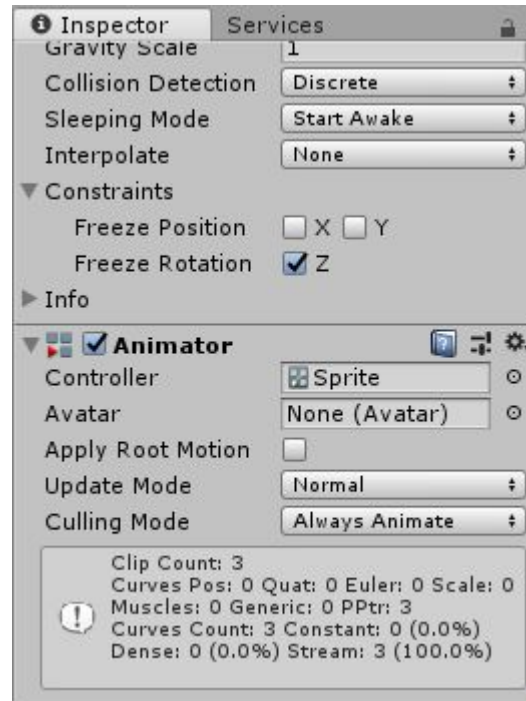 Inspector Services
Gravity Scale 1
Collision Detection Discrete
Sleeping Mode Start Awake
Interpolate None
Constraints
Freeze Position X Y
Freeze Rotation Z
Info
Animator
Controller Sprite
Avatar None (Avatar)
Apply Root Motion
Update Mode Normal
Culling Mode Always Animate
Clip Count: 3
Curves Pos: 0 Quat: 0 Euler: 0 Scale: 0
Muscles: 0 Generic: 0 PPtr: 3
Curves Count: 3 Constant: 0 (0.0%)
Dense: 0 (0.0%) Stream: 3 (100.0%)